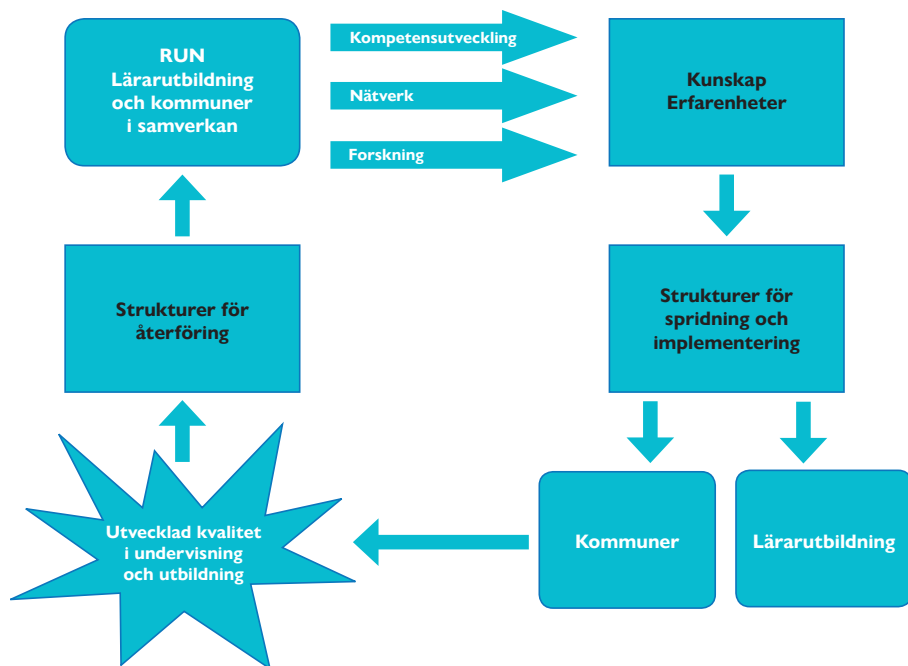 RUN
Lärarutbildning
och kommuner
i samverkan
Kompetensutveckling
Nätverk
Forskning
Kunskap
Erfarenheter
Strukturer för
återföring
Strukturer för
spridning och
implementering
Utvecklad kvalitet
i undervisning
och utbildning
Kommuner
Lärarutbildning